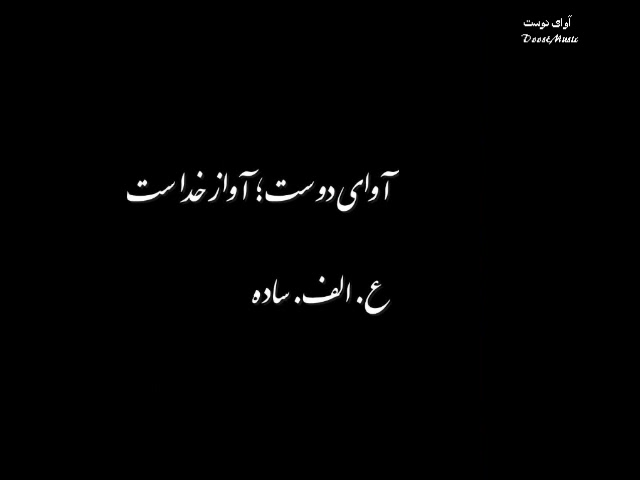 آوای دوست
DoostMusic
آوای دوست؛ آواز خداست
ع. الف. ساده